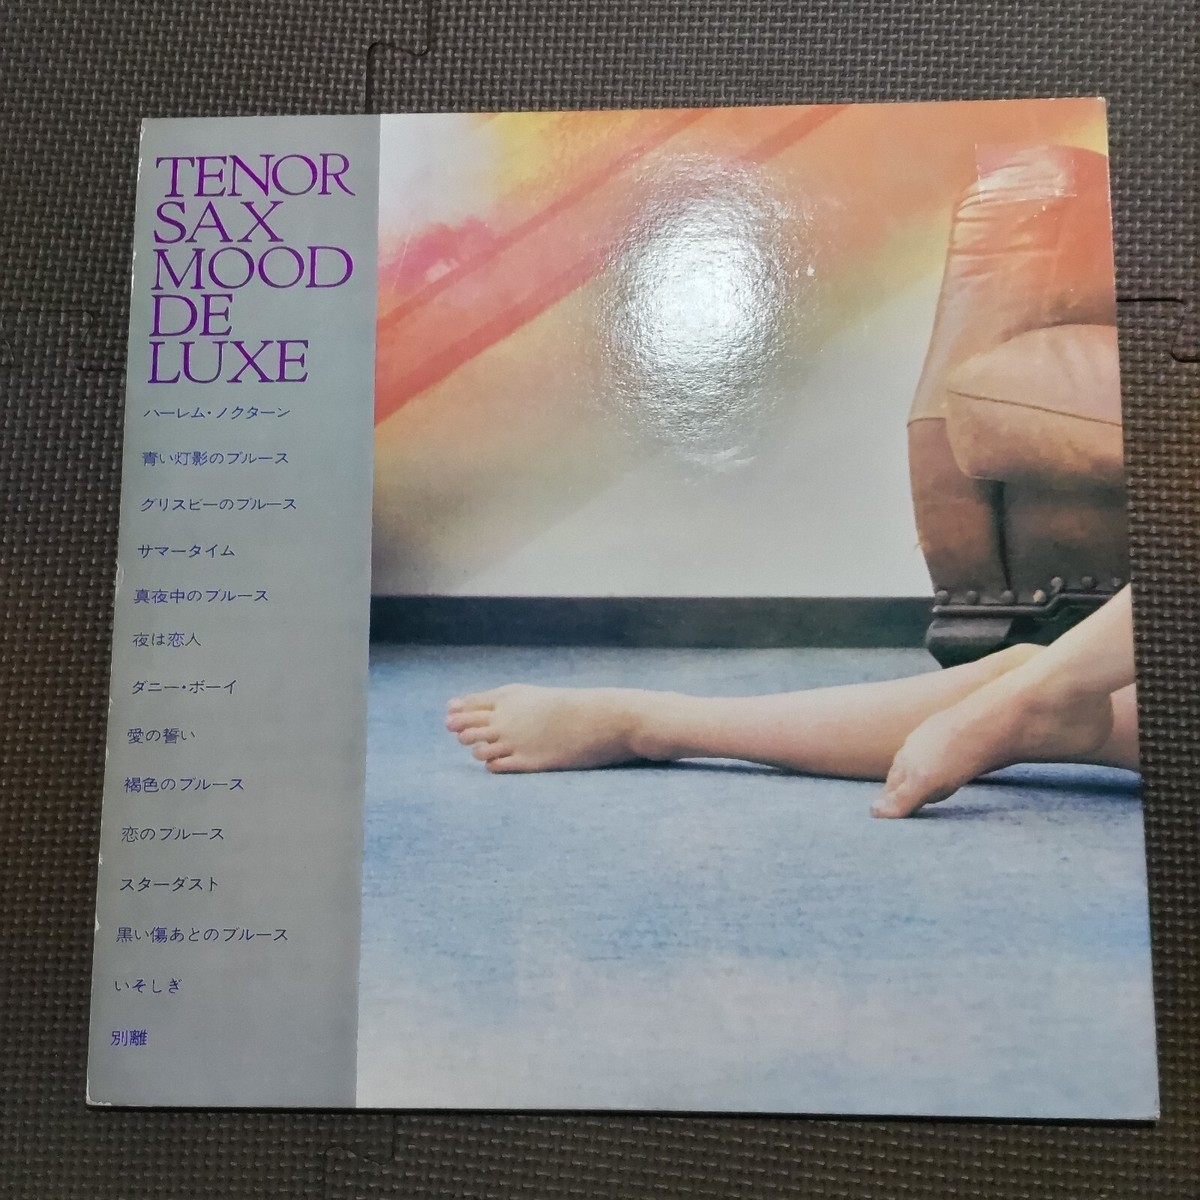 TENOR
SAX
MOOD
DE
LUXE
ハーレム・ノクターン
青い灯影のブルース
グリスビーのブルース
サマータイム
真夜中のブルース
夜は恋人
ダニー・ボーイ
愛の誓い
褐色のブルース
恋のブルース
スターダスト
黒い傷あとのブルース
いそしぎ
別離